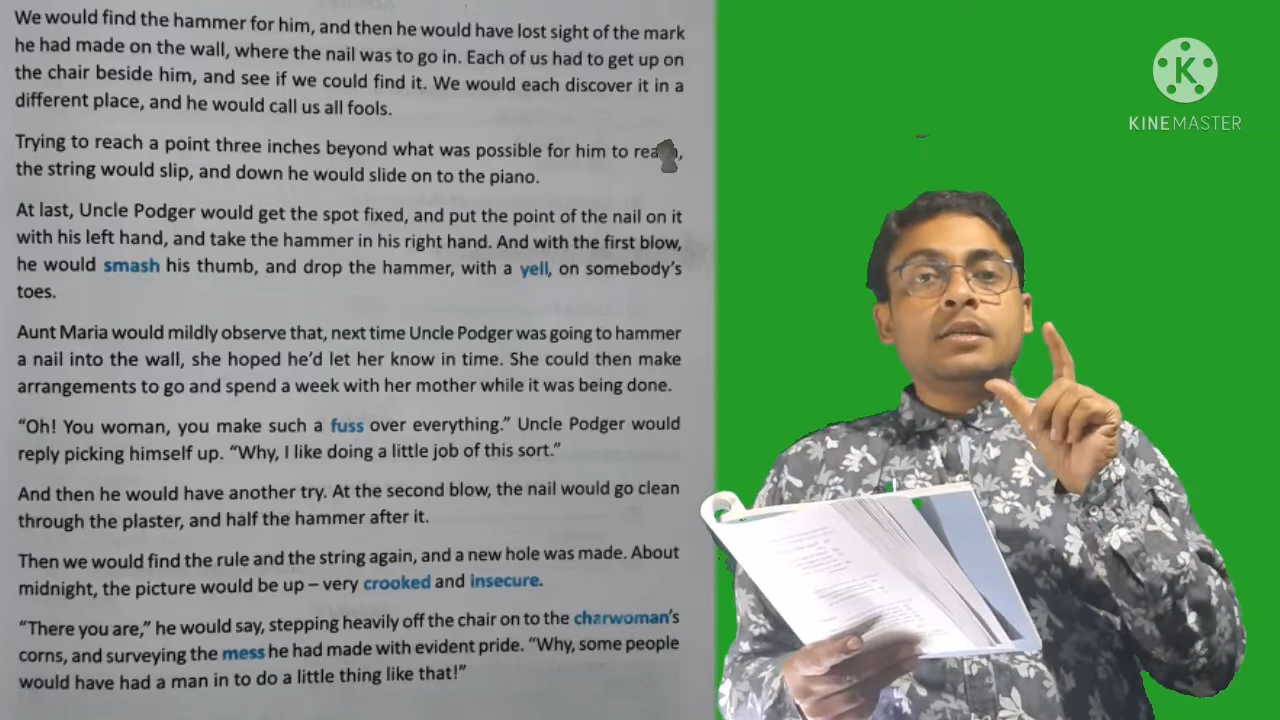 We would find the hammer for him, and then he would have lost sight of the mark
he had made on the wall, where the nail was to go in. Each of us had to get up on
the chair beside him, and see if we could find it. We would each discover it in a
different place, and he would call us all fools.
Trying to reach a point three inches beyond what was possible for him to
the string would slip, and down he would slide on to the piano.
At last, Uncle Podger would get the spot fixed, and put the point of the nail on it
with his left hand, and take the hammer in his right hand. And with the first blow,
he would smash his thumb, and drop the hammer, with a yell, on somebody's
toes.
Aunt Maria would mildly observe that, next time Uncle Podger was going to hammer
a nail into the wall, she hoped he'd let her know in time. She could then make
arrangements to go and spend a week with her mother while it was being done.
"Oh! You woman, you make such a fuss over everything." Uncle Podger would
reply picking himself up. "Why, I like doing a little job of this sort."
And then he would have another try. At the second blow, the nail would go clean
through the plaster, and half the hammer after it.
Then we would find the rule and the string again, and a new hole was made. About
midnight, the picture would be up – very crooked and insecure.
"There you are," he would say, stepping heavily off the chair on to the charwoman's
corns, and surveying the mess he had made with evident pride. "Why, some people
would have had a man in to do a little thing like that!"
K
KINEMASTER